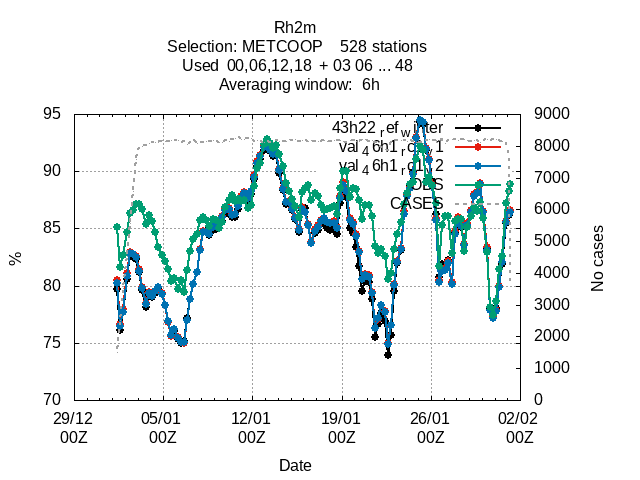 Rh2m
Selection: METCOOP 528 stations
Used 00,06,12,18 + 03 06 ... 48
Averaging window: 6h
95 9000
43h22_ref_winter
val_46h1_rc1_v1
8000
90 7000
OBS
CASES 6000
85 5000
% No cases
80 4000
3000
75 2000
1000
70 0
29/12 05/01 12/01 19/01 26/01 02/02
00Z 00Z 00Z 00Z 00Z 00Z
Date